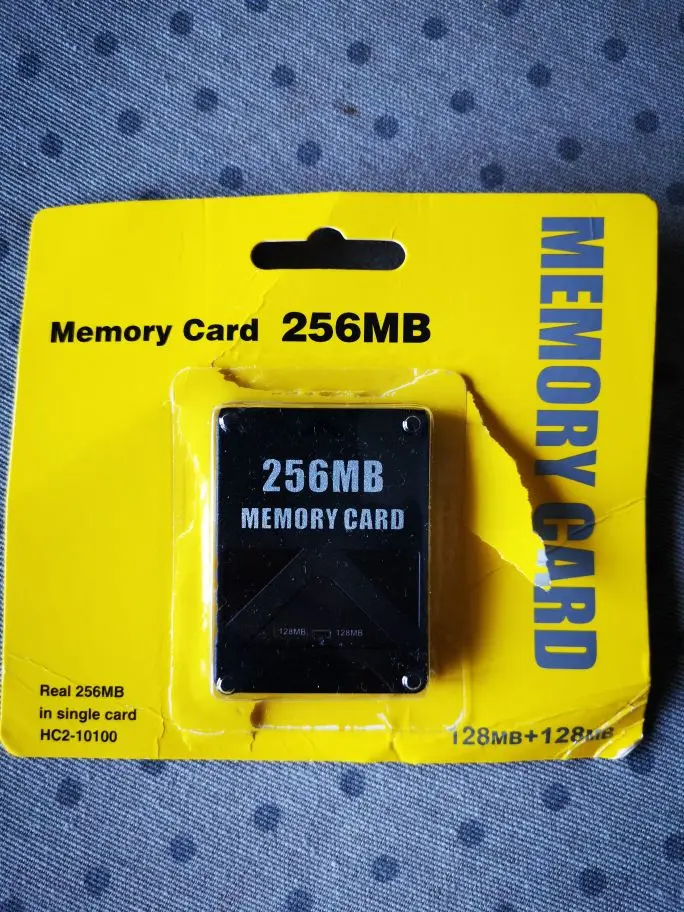 Memory Card 256MB
MEMORY CARD
256MB
MEMORY CARD
128MB 128MB
Real 256MB
in single card
HC2-10100
128MB+128MB